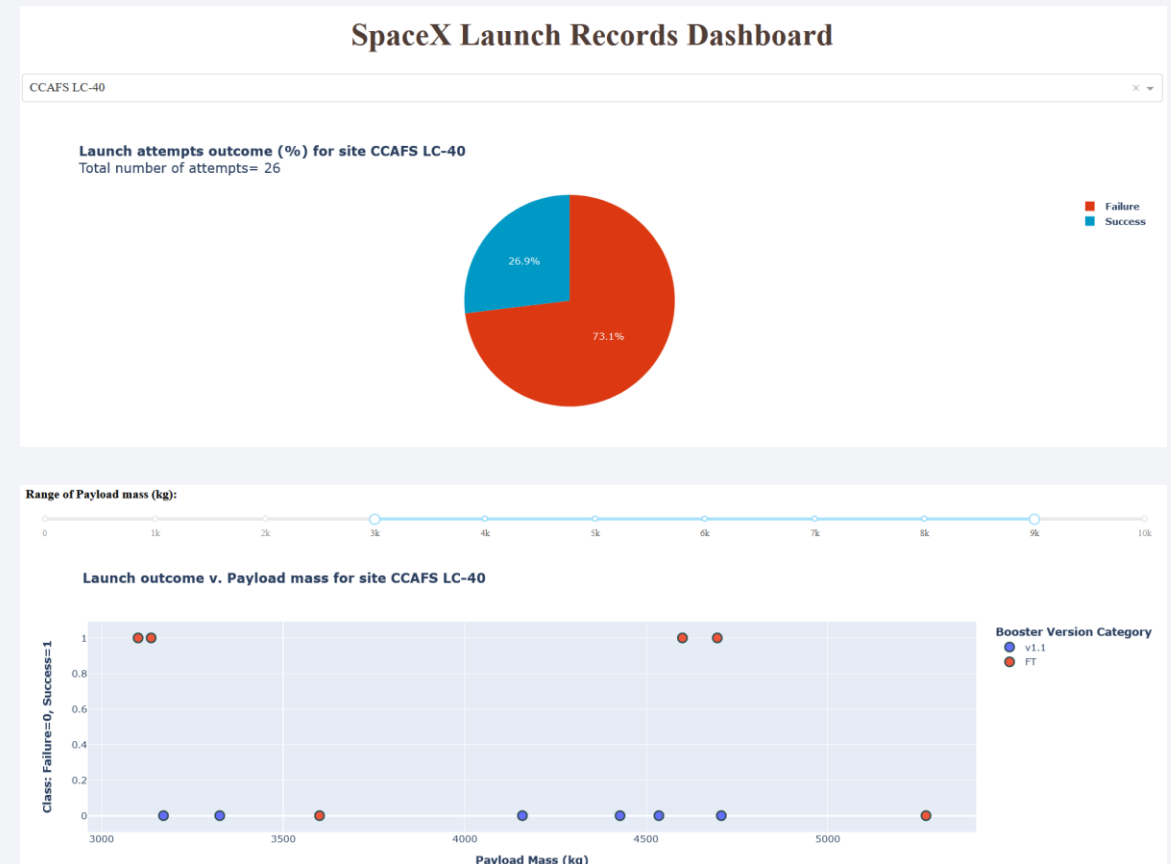 SpaceX Launch Records Dashboard
CCAFS LC-40
× 
Launch attempts outcome (%) for site CCAFS LC-40
Total number of attempts= 26
Failure
Success
26.9%
73.1%
Range of Payload mass (kg):
0 1k 2k 3k 4k 5k 6k 7k 8k 9k 10k
Launch outcome v. Payload mass for site CCAFS LC-40
Class: Failure=0, Success=1
1
0.8
0.6
0.4
0.2
0
3000 3500 4000 4500 5000
Payload Mass (kg)
Booster Version Category
v1.1
FT